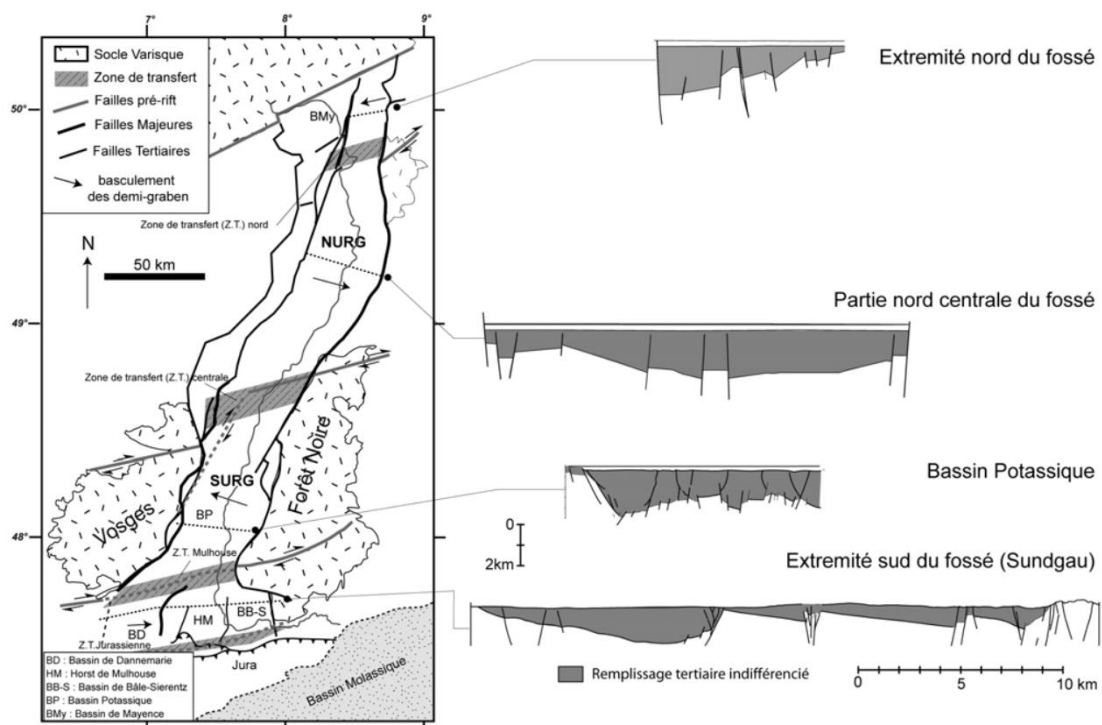 7°
8°
9°
Socle Varisque
Zone de transfert
Failles pré-rift
Failles Majeures
Failles Tertiaires
basculement
des demi-graben
N
50 km
50°
49°
48°
BMy
Zone de transfert (Z.T.) nord
NURG
Zone de transfert (Z.T.) centrale
Vosges
Forêt Noire
SURG
BP
Z.T. Mulhouse
BB-S
HM
BD
Z.T.Jurassienne
Jura
Bassin Molassique
BD : Bassin de Dannemarie
HM : Horst de Mulhouse
BB-S : Bassin de Bâle-Sierentz
BP : Bassin Potassique
BMy : Bassin de Mayence
Extremité nord du fossé
Partie nord centrale du fossé
Bassin Potassique
0
2km
Extremité sud du fossé (Sundgau)
Remplissage tertiaire indifférencié
0 5 10 km